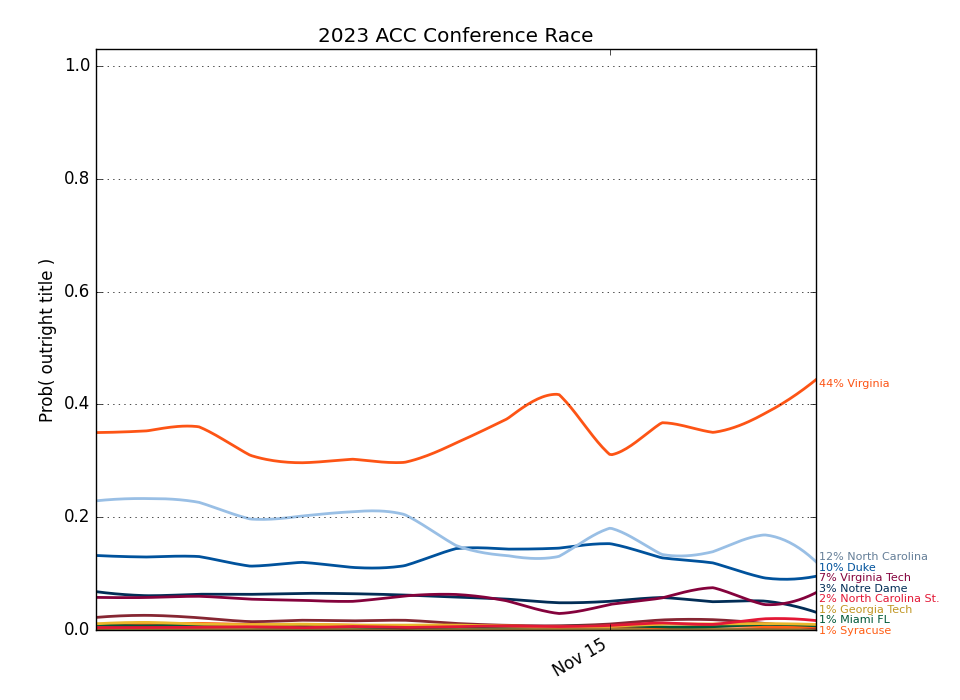 2023 ACC Conference Race
Prob( outright title )
1.0
0.8
0.6
0.4
0.2
0.0
Nov 15
44% Virginia
12% North Carolina
10% Duke
7% Virginia Tech
3% Notre Dame
2% North Carolina St.
1% Georgia Tech
1% Miami FL
1% Syracuse